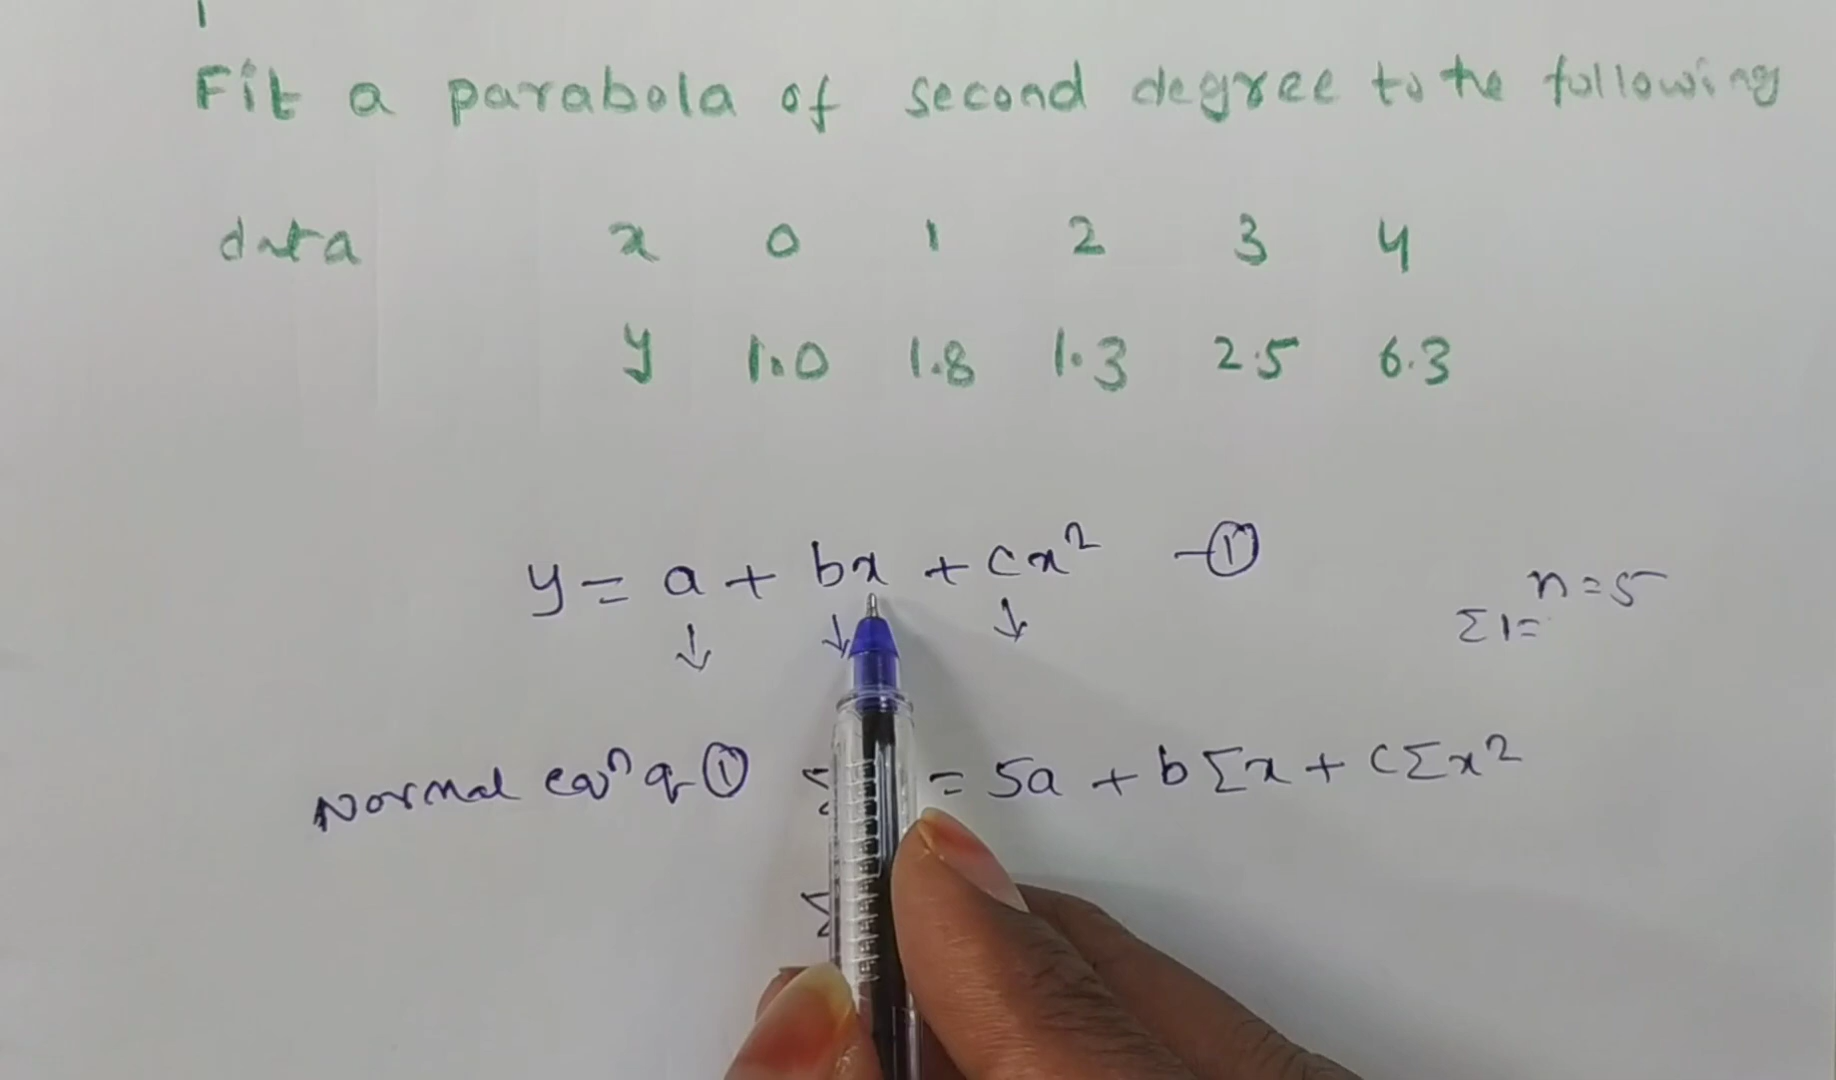 Fit a parabola of second degree to the following
data x 0 1 2 3 4
y 1.0 1.8 1.3 2.5 6.3
y = a + bx + cx² —①
n = 5
Σ1=
↓ ↓ ↓
Normal eqⁿ of ① Σ = 5a + bΣx + cΣx²
Σ